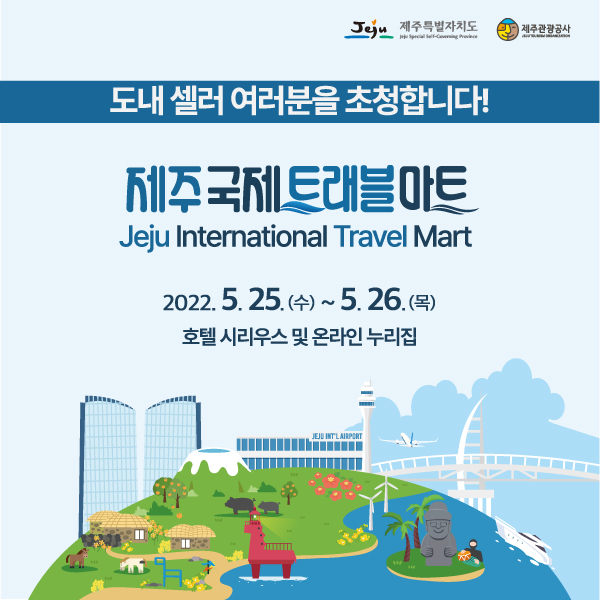 Jeju 제주특별자치도
Jeju Special Self-Governing Province
제주관광공사
JEJU TOURISM ORGANIZATION
도내 셀러 여러분을 초청합니다!
제주국제트래블마트
Jeju International Travel Mart
2022. 5. 25.(수) ~ 5. 26.(목)
호텔 시리우스 및 온라인 누리집
JEJU INT'L AIRPORT